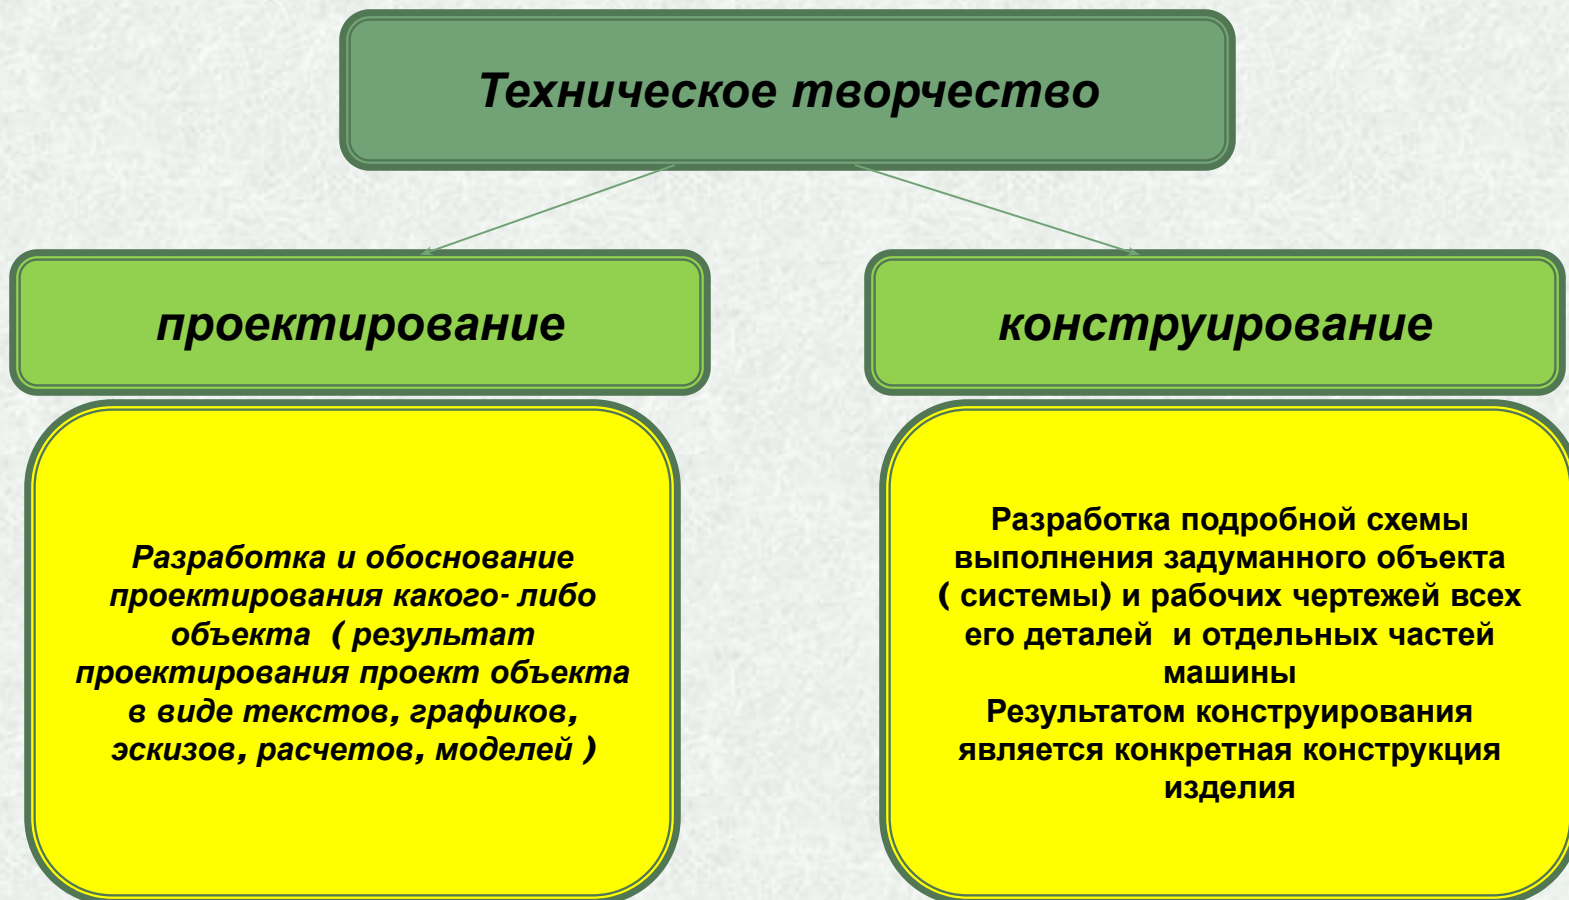 Техническое творчество
проектирование
конструирование
Разработка и обоснование
проектирования какого- либо
объекта ( результат
проектирования проект объекта
в виде текстов, графиков,
эскизов, расчетов, моделей )
Разработка подробной схемы
выполнения задуманного объекта
( системы) и рабочих чертежей всех
его деталей и отдельных частей
машины
Результатом конструирования
является конкретная конструкция
изделия